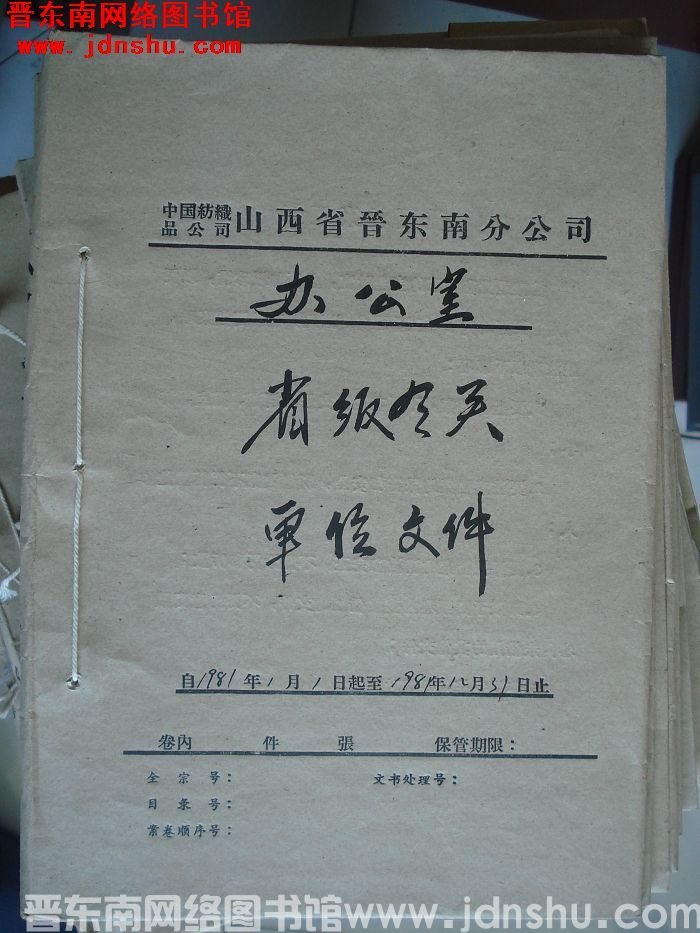 晋东南网络图书馆
www.jdnshu.com
中国紡織品公司 山西省晉东南分公司
办公室
省级有关
单位文件
自1981年1月1日起至1981年12月31日止
卷內 件 張 保管期限：
全宗号： 文书处理号：
目录号：
案卷顺序号：
晋东南网络图书馆www.jdnshu.com